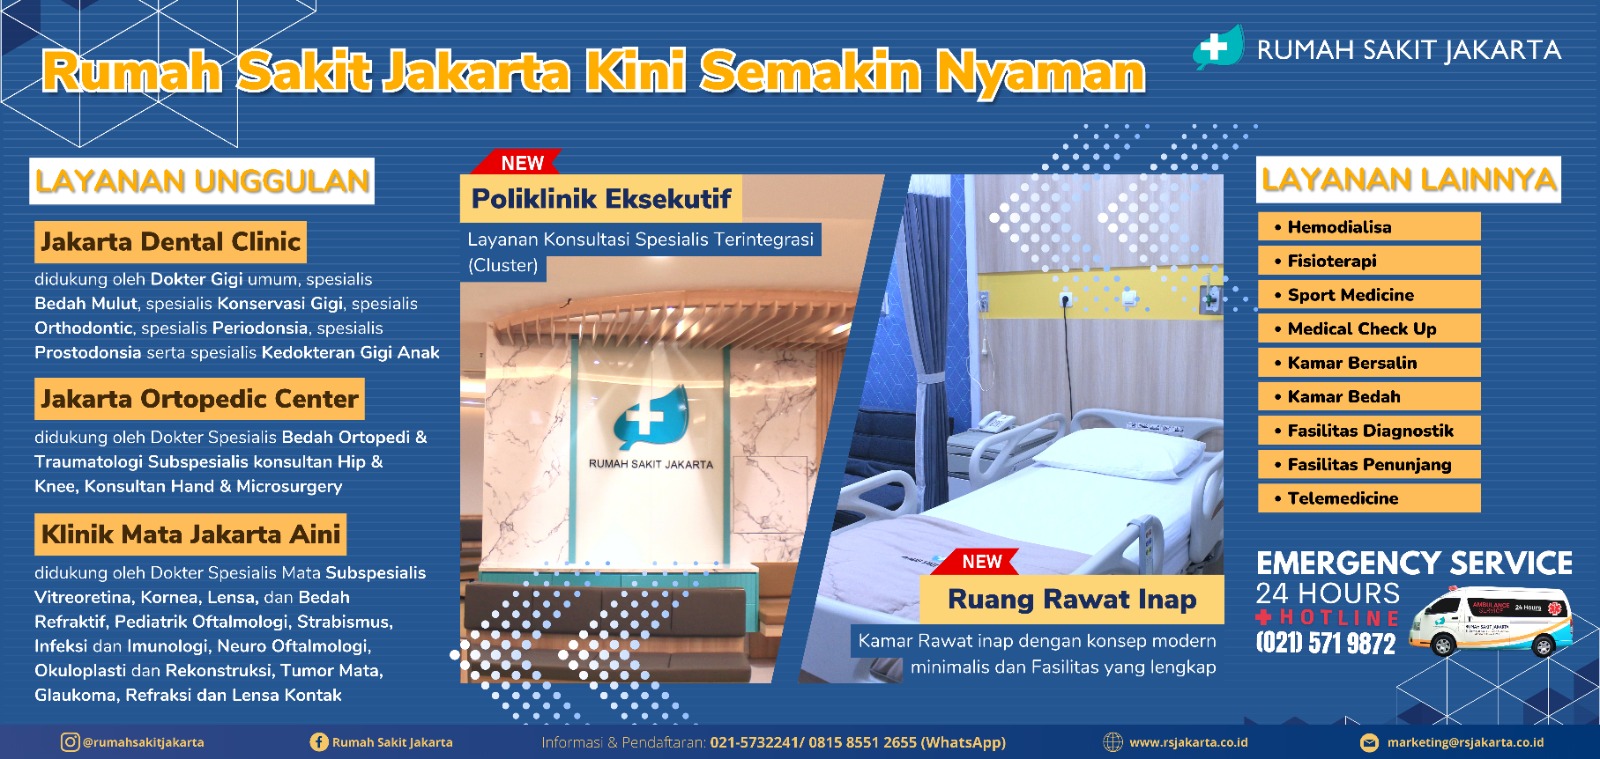 Rumah Sakit Jakarta Kini Semakin Nyaman
RUMAH SAKIT JAKARTA
LAYANAN UNGGULAN
Jakarta Dental Clinic
didukung oleh Dokter Gigi umum, spesialis
Bedah Mulut, spesialis Konservasi Gigi, spesialis
Orthodontic, spesialis Periodonsia, spesialis
Prostodonsia serta spesialis Kedokteran Gigi Anak
Jakarta Ortopedic Center
didukung oleh Dokter Spesialis Bedah Ortopedi &
Traumatologi Subspesialis konsultan Hip &
Knee, Konsultan Hand & Microsurgery
Klinik Mata Jakarta Aini
didukung oleh Dokter Spesialis Mata Subspesialis
Vitreoretina, Kornea, Lensa, dan Bedah
Refraktif, Pediatrik Oftalmologi, Strabismus,
Infeksi dan Imunologi, Neuro Oftalmologi,
Okuloplasti dan Rekonstruksi, Tumor Mata,
Glaukoma, Refraksi dan Lensa Kontak
NEW
Poliklinik Eksekutif
Layanan Konsultasi Spesialis Terintegrasi
(Cluster)
RUMAH SAKIT JAKARTA
NEW
Ruang Rawat Inap
Kamar Rawat inap dengan konsep modern
minimalis dan Fasilitas yang lengkap
LAYANAN LAINNYA
• Hemodialisa
• Fisioterapi
• Sport Medicine
• Medical Check Up
• Kamar Bersalin
• Kamar Bedah
• Fasilitas Diagnostik
• Fasilitas Penunjang
• Telemedicine
EMERGENCY SERVICE
24 HOURS
HOTLINE
(021) 571 9872
AMBULANCE
SERVICE
24 Hours
RUMAH SAKIT JAKARTA
@rumahsakitjakarta
Rumah Sakit Jakarta
Informasi & Pendaftaran: 021-5732241/ 0815 8551 2655 (WhatsApp)
www.rsjakarta.co.id
marketing@rsjakarta.co.id